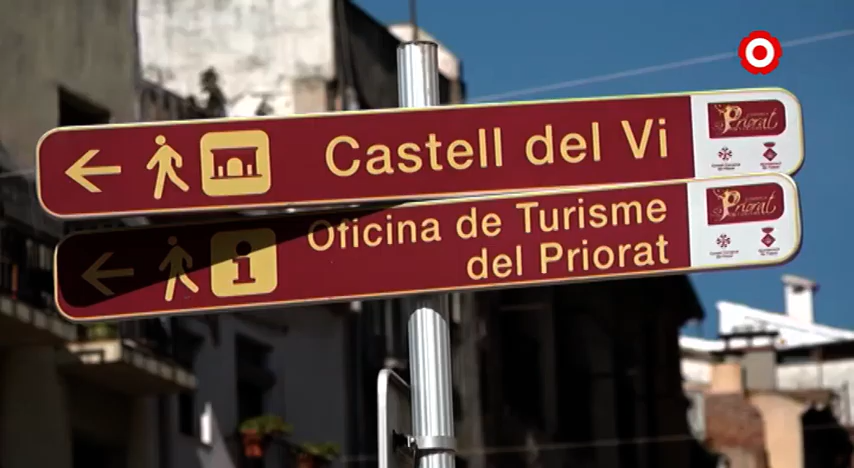 Castell del Vi
Priorat
Oficina de Turisme
del Priorat
Priorat